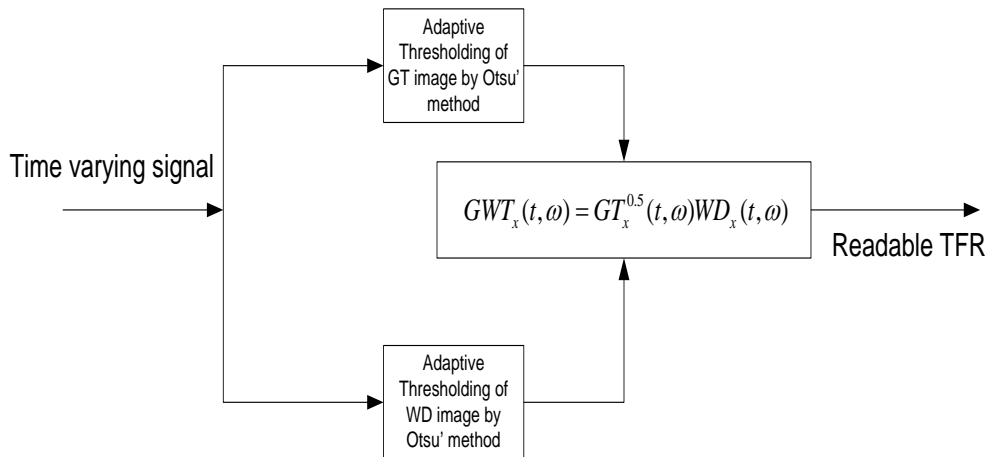 Time varying signal
Adaptive
Thresholding of
GT image by Otsu'
method
Adaptive
Thresholding of
WD image by
Otsu' method
GWT_x(t,ω) = GT_x^{0.5}(t,ω)WD_x(t,ω)
Readable TFR